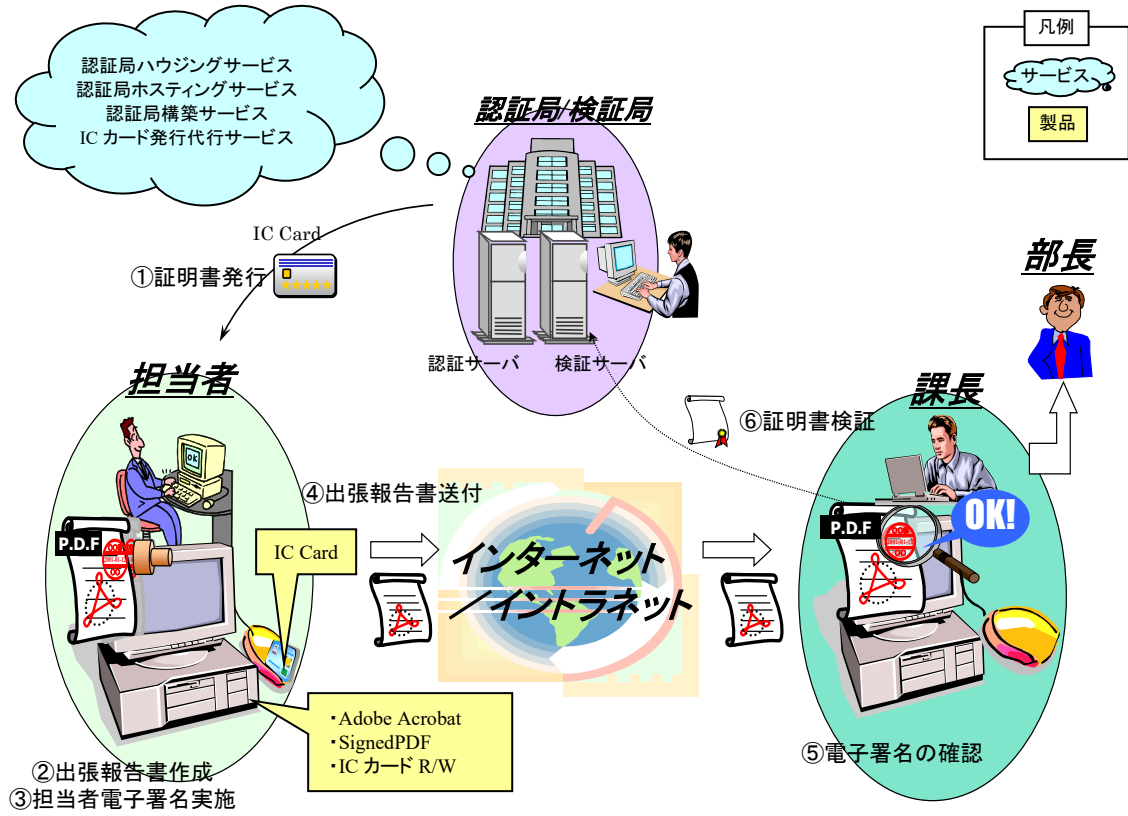 認証局ハウジングサービス
認証局ホスティングサービス
認証局構築サービス
IC カード発行代行サービス
凡例
サービス
製品
認証局/検証局
IC Card
①証明書発行
認証サーバ
検証サーバ
部長
担当者
課長
⑥証明書検証
OK
④出張報告書送付
P.D.F
IC Card
インターネット
／イントラネット
P.D.F
OK!
・Adobe Acrobat
・SignedPDF
・IC カード R/W
②出張報告書作成
③担当者電子署名実施
⑤電子署名の確認